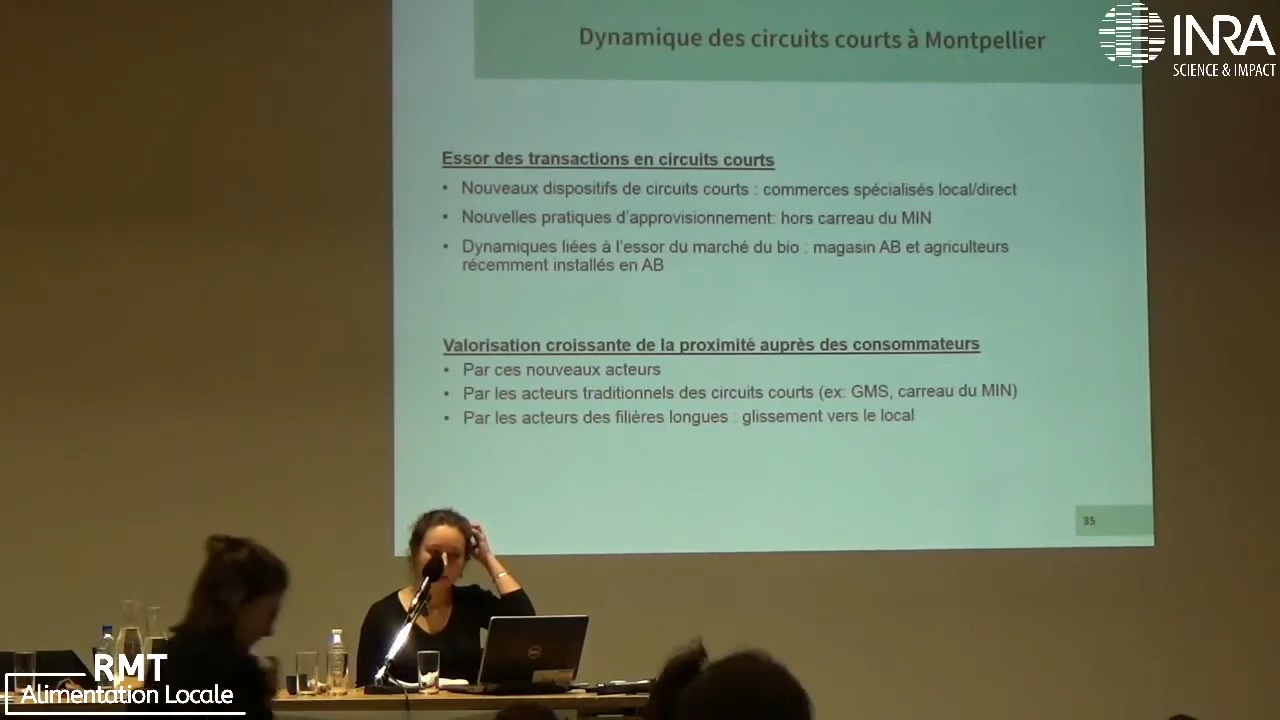 Dynamique des circuits courts à Montpellier
INRA
SCIENCE & IMPACT
Essor des transactions en circuits courts
• Nouveaux dispositifs de circuits courts : commerces spécialisés local/direct
• Nouvelles pratiques d'approvisionnement: hors carreau du MIN
• Dynamiques liées à l'essor du marché du bio : magasin AB et agriculteurs
récemment installés en AB
Valorisation croissante de la proximité auprès des consommateurs
• Par ces nouveaux acteurs
• Par les acteurs traditionnels des circuits courts (ex: GMS, carreau du MIN)
• Par les acteurs des filières longues : glissement vers le local
35
DELL
RMT
Alimentation Locale